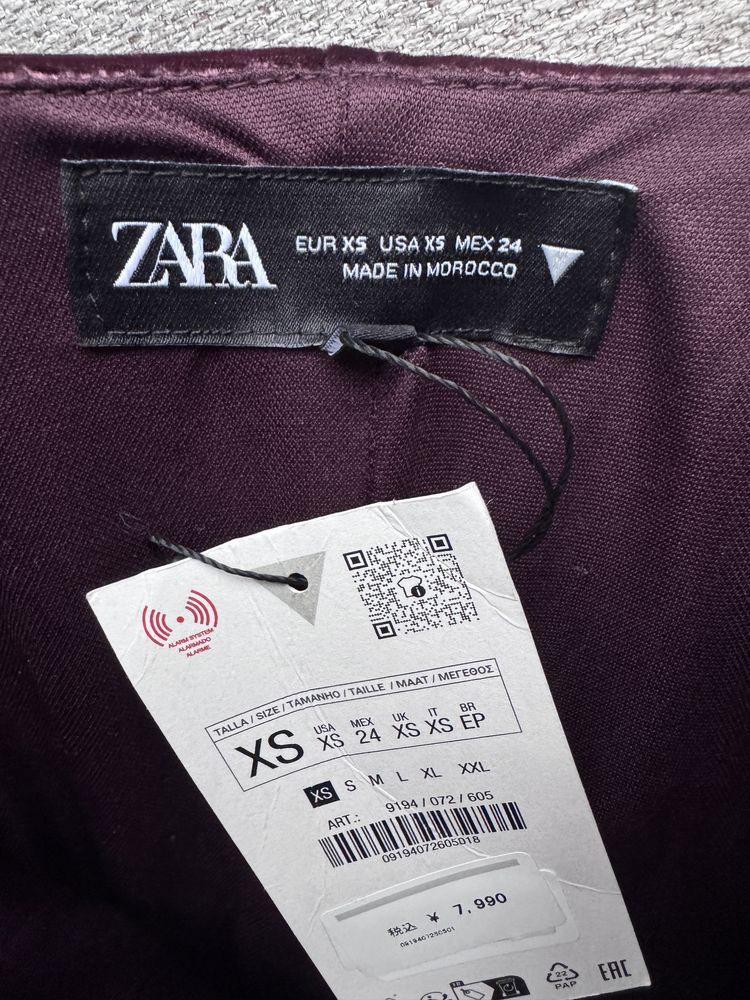 ZARA
EUR XS USA XS MEX 24
MADE IN MOROCCO
ALARM SYSTEM
ALARMADO
ALARME
TALLA / SIZE / TAMANHO / TAILLE / MAAT / ΜΕΓΕΘΟΣ
XS
USA MEX UK IT BR
XS 24 XS XS EP
XS S M L XL XXL
ART.: 9194 / 072 / 605
09194072605018
税込 ¥ 7,990
22
PAP
EAC